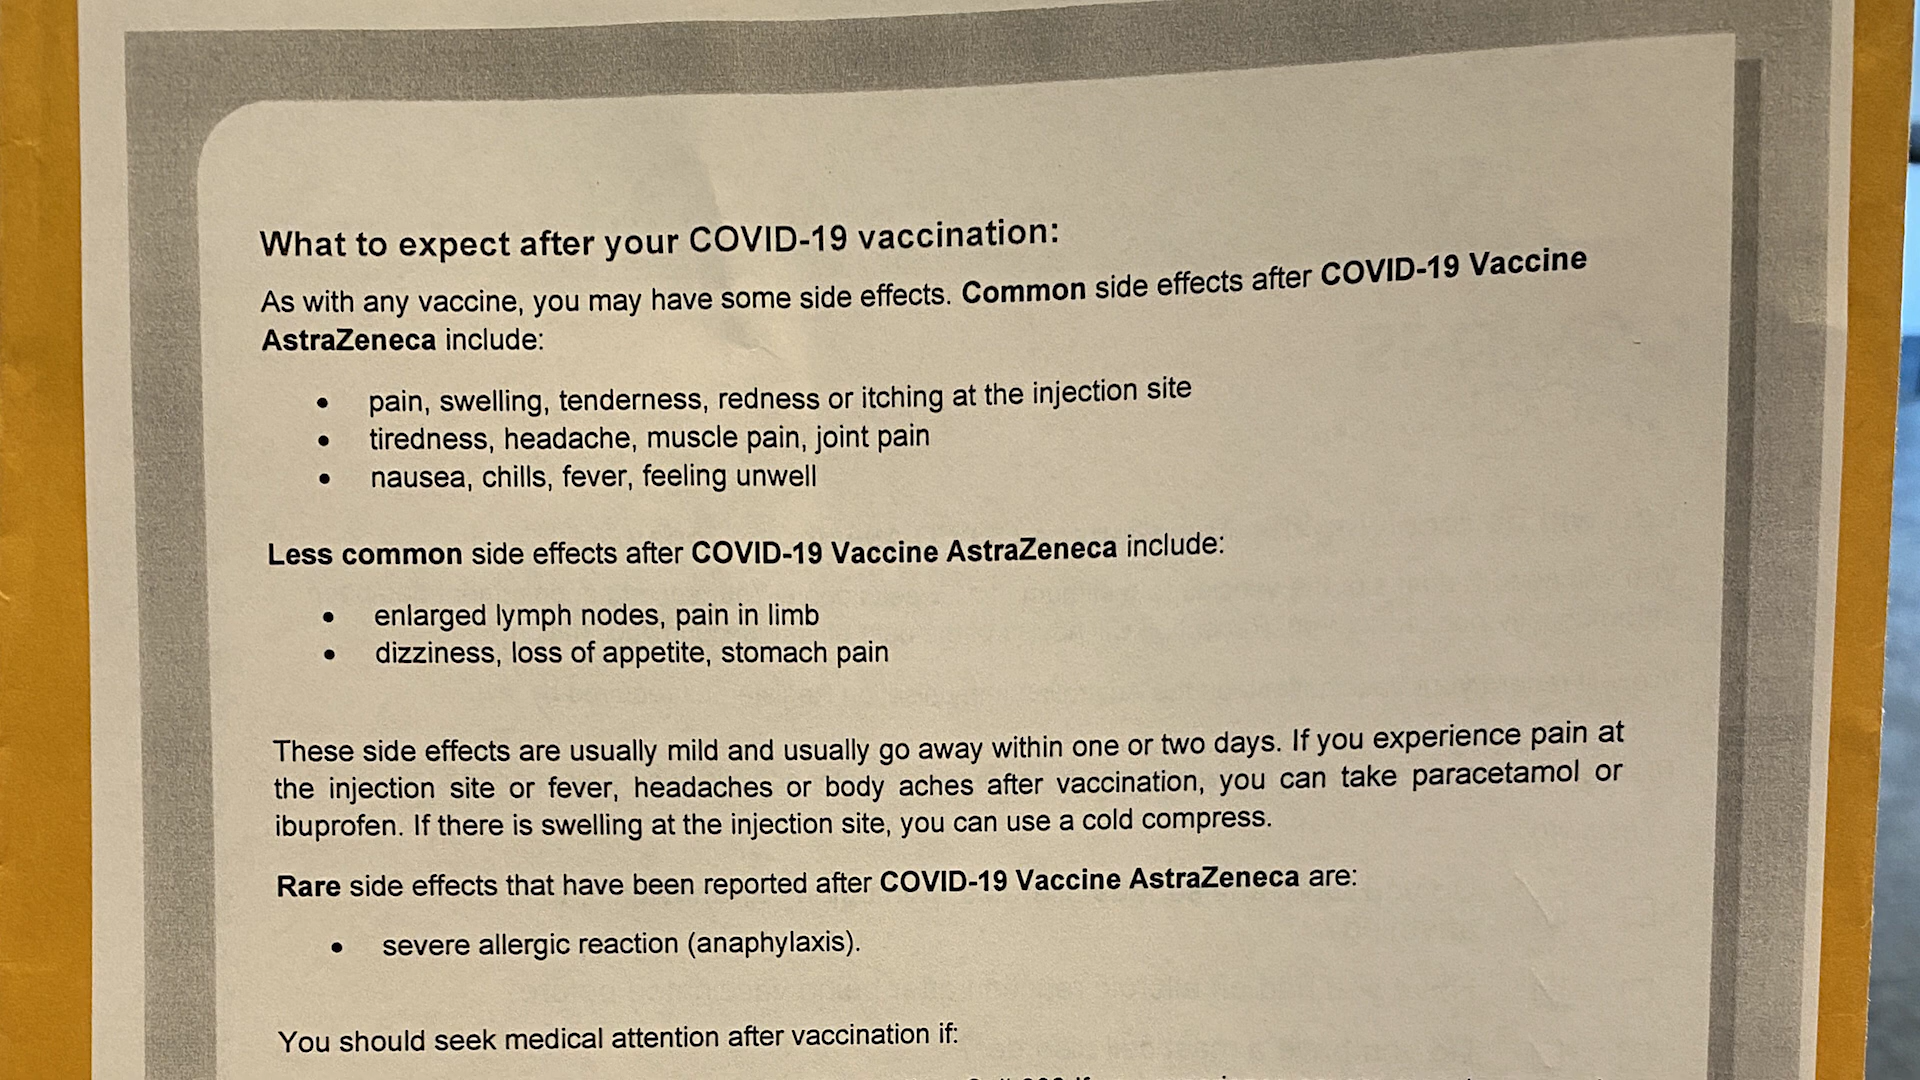 What to expect after your COVID-19 vaccination:
As with any vaccine, you may have some side effects. Common side effects after COVID-19 Vaccine
AstraZeneca include:
• pain, swelling, tenderness, redness or itching at the injection site
• tiredness, headache, muscle pain, joint pain
• nausea, chills, fever, feeling unwell
Less common side effects after COVID-19 Vaccine AstraZeneca include:
• enlarged lymph nodes, pain in limb
• dizziness, loss of appetite, stomach pain
These side effects are usually mild and usually go away within one or two days. If you experience pain at
the injection site or fever, headaches or body aches after vaccination, you can take paracetamol or
ibuprofen. If there is swelling at the injection site, you can use a cold compress.
Rare side effects that have been reported after COVID-19 Vaccine AstraZeneca are:
• severe allergic reaction (anaphylaxis).
You should seek medical attention after vaccination if: